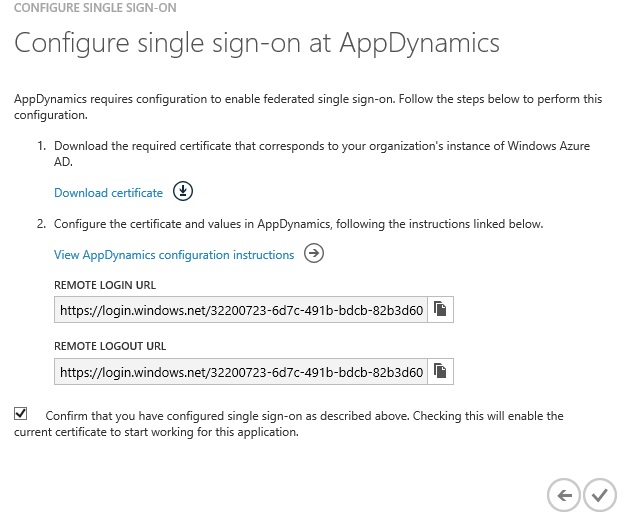 CONFIGURE SINGLE SIGN-ON
Configure single sign-on at AppDynamics
AppDynamics requires configuration to enable federated single sign-on. Follow the steps below to perform this
configuration.
1. Download the required certificate that corresponds to your organization's instance of Windows Azure
AD.
Download certificate
2. Configure the certificate and values in AppDynamics, following the instructions linked below.
View AppDynamics configuration instructions
REMOTE LOGIN URL
https://login.windows.net/32200723-6d7c-491b-bdcb-82b3d60
REMOTE LOGOUT URL
https://login.windows.net/32200723-6d7c-491b-bdcb-82b3d60
Confirm that you have configured single sign-on as described above. Checking this will enable the
current certificate to start working for this application.